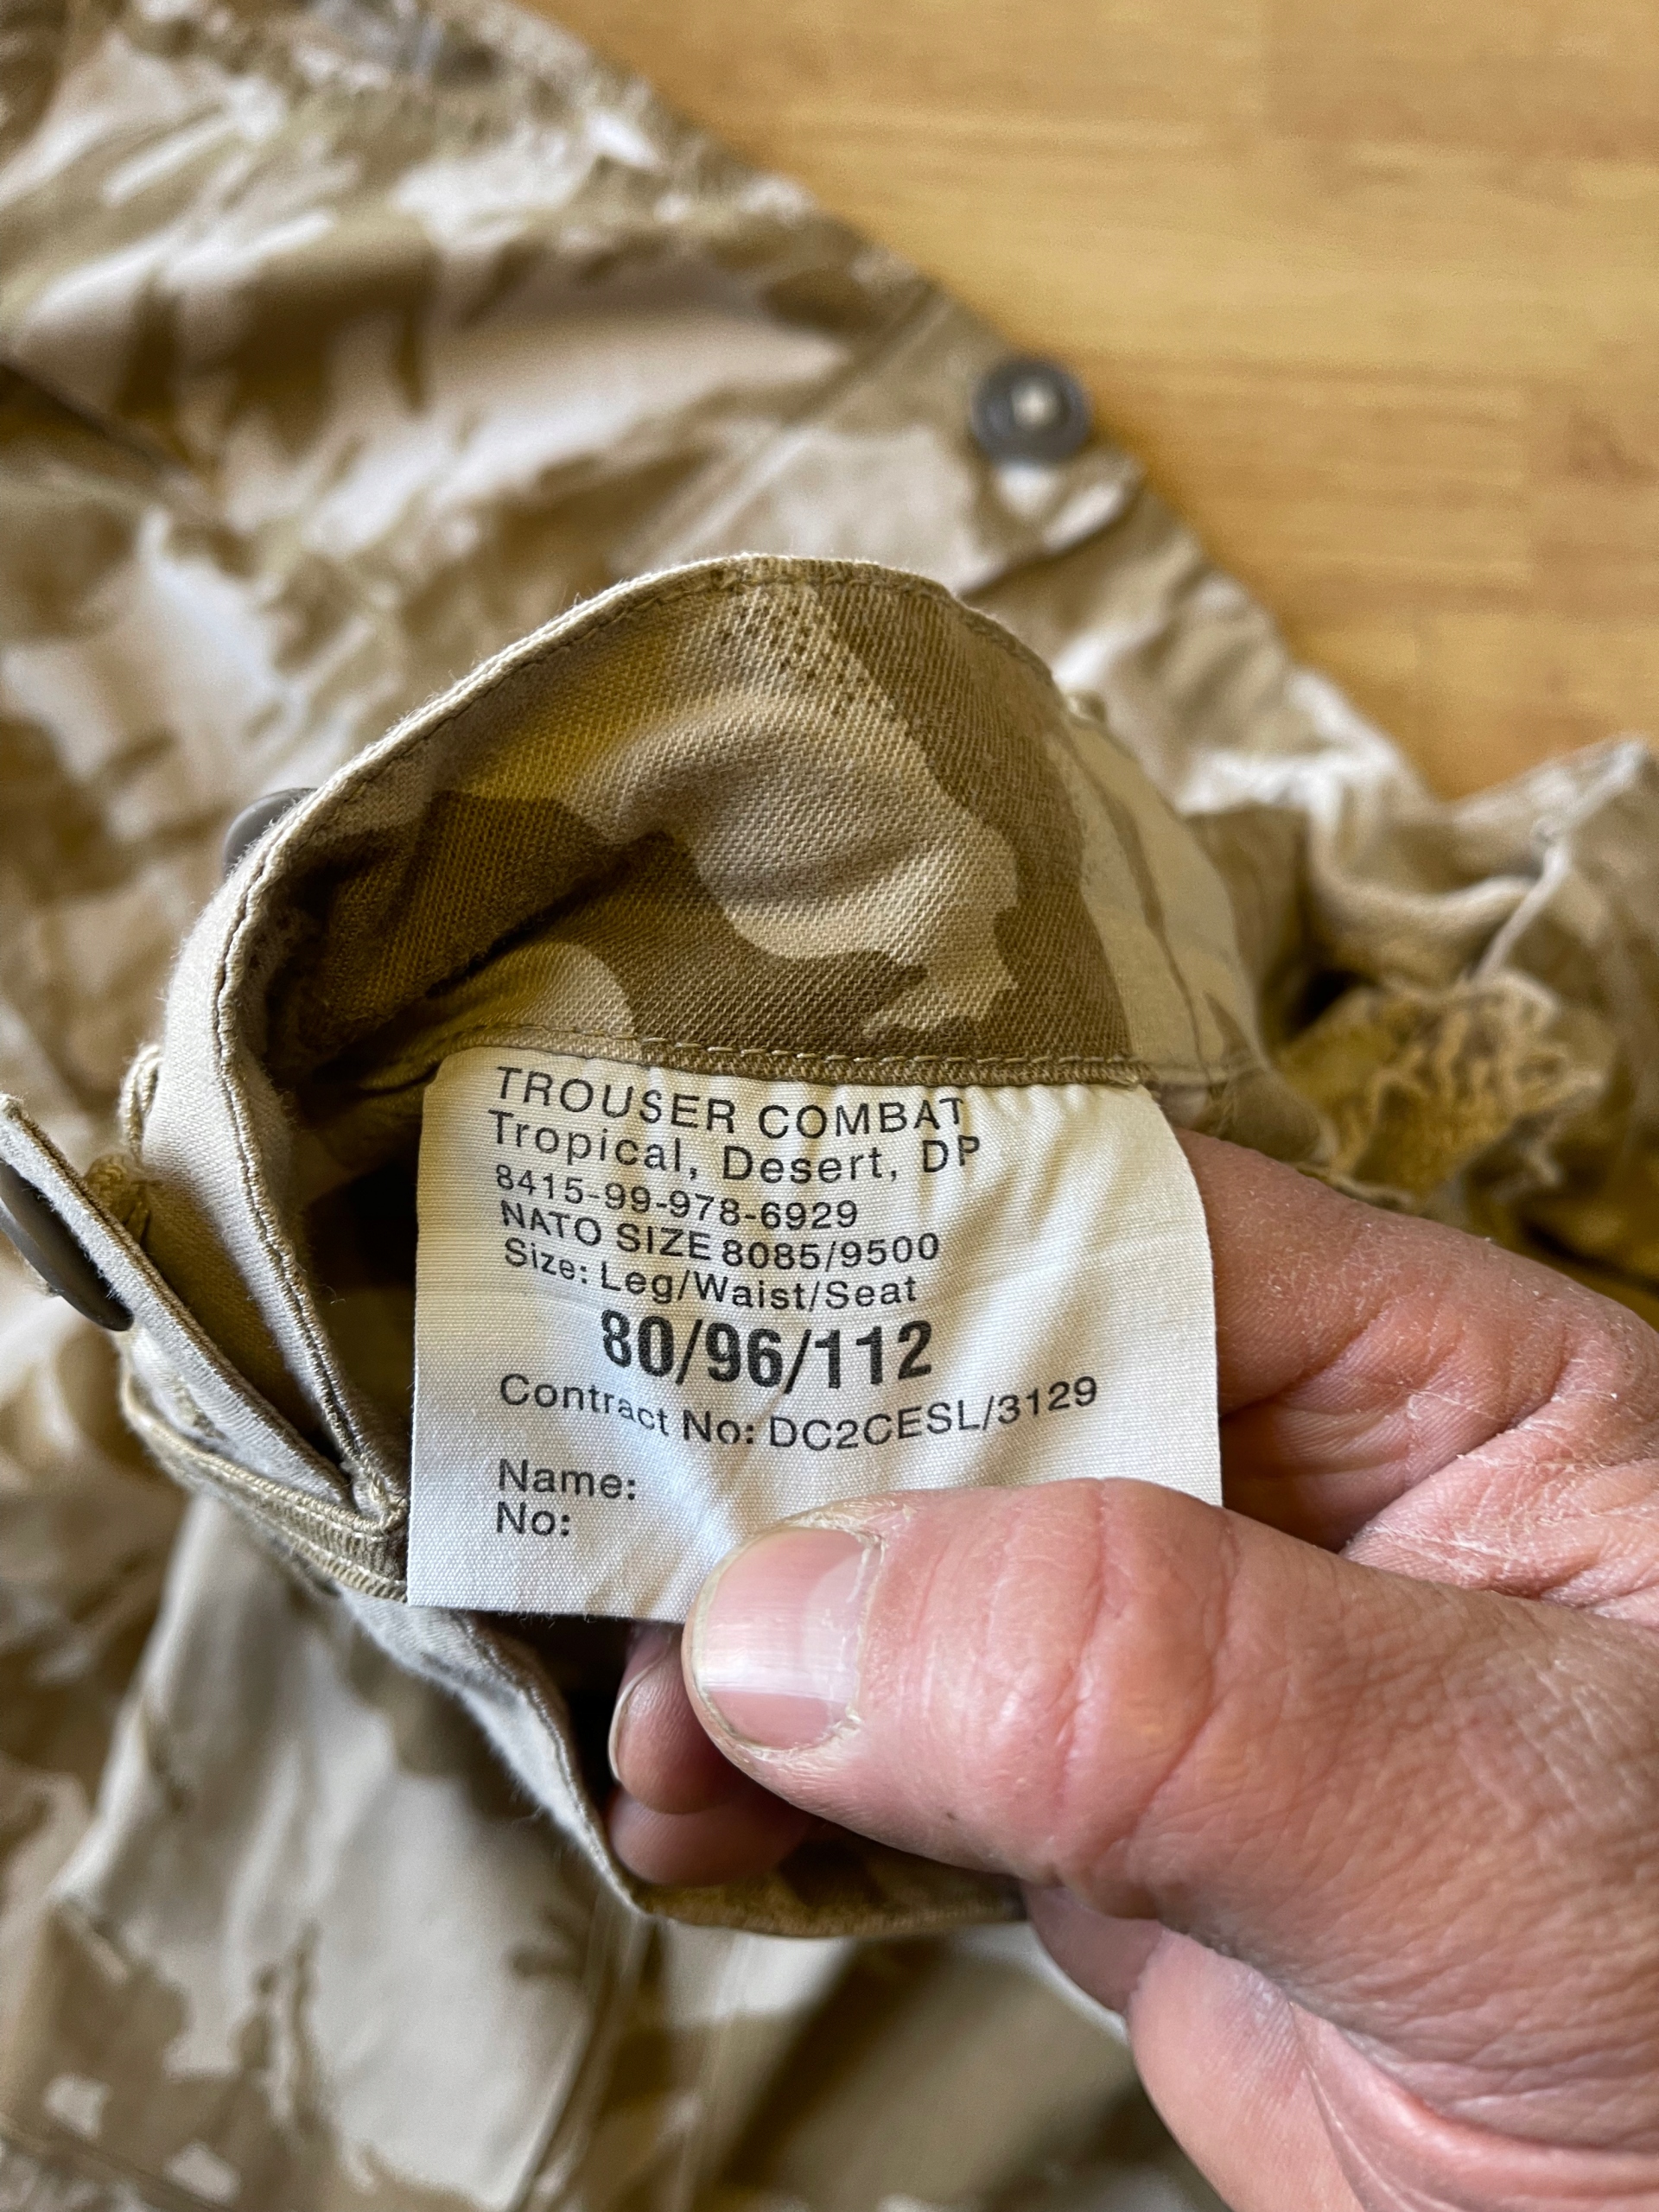 TROUSER COMBAT
Tropical, Desert, DP
8415-99-978-6929
NATO SIZE 8085/9500
Size: Leg/Waist/Seat
80/96/112
Contract No: DC2CESL/3129
Name:
No: